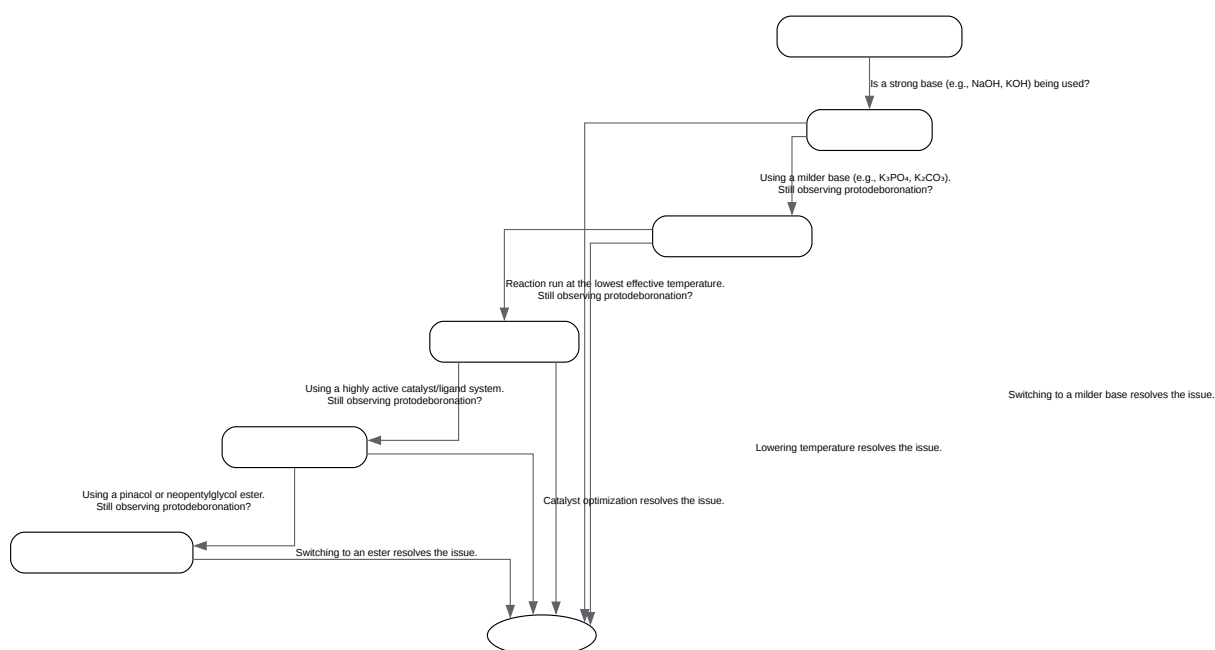 Is a strong base (e.g., NaOH, KOH) being used?
Using a milder base (e.g., K₃PO₄, K₂CO₃).
Still observing protodeboronation?
Reaction run at the lowest effective temperature.
Still observing protodeboronation?
Using a highly active catalyst/ligand system.
Still observing protodeboronation?
Switching to a milder base resolves the issue.
Lowering temperature resolves the issue.
Using a pinacol or neopentylglycol ester.
Still observing protodeboronation?
Catalyst optimization resolves the issue.
Switching to an ester resolves the issue.